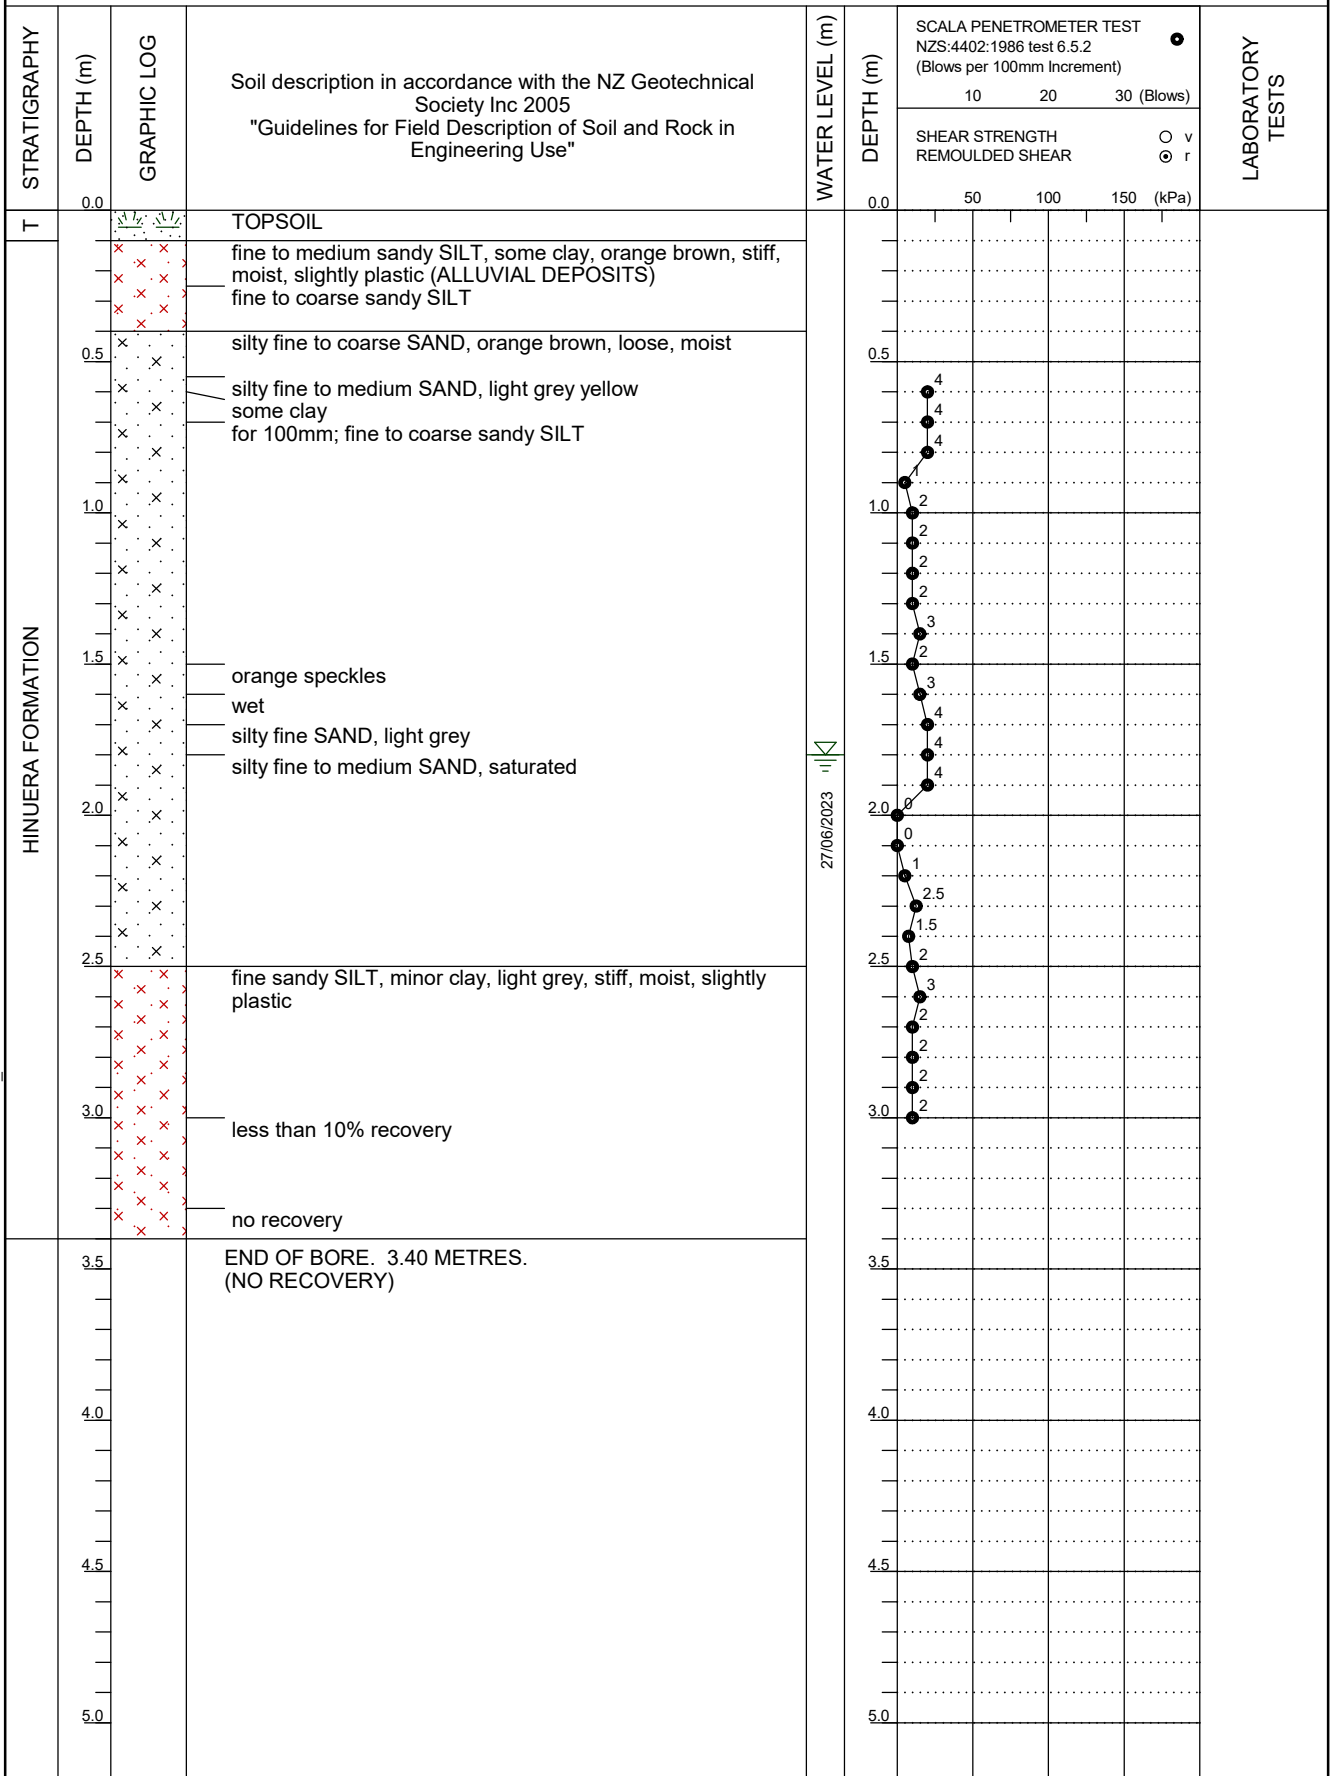 STRATIGRAPHY
DEPTH (m)
GRAPHIC LOG
Soil description in accordance with the NZ Geotechnical
Society Inc 2005
"Guidelines for Field Description of Soil and Rock in
Engineering Use"
WATER LEVEL (m)
DEPTH (m)
SCALA PENETROMETER TEST
NZS:4402:1986 test 6.5.2
(Blows per 100mm Increment)
10 20 30 (Blows)
SHEAR STRENGTH v
REMOULDED SHEAR r
50 100 150 (kPa)
LABORATORY
TESTS
0.0
0.0
T
TOPSOIL
fine to medium sandy SILT, some clay, orange brown, stiff,
moist, slightly plastic (ALLUVIAL DEPOSITS)
fine to coarse sandy SILT
silty fine to coarse SAND, orange brown, loose, moist
0.5
0.5
silty fine to medium SAND, light grey yellow
4
some clay
4
for 100mm; fine to coarse sandy SILT
4
1
1.0
1.0
2
2
2
2
3
HINUERA FORMATION
1.5
1.5
2
orange speckles
3
wet
4
silty fine SAND, light grey
4
silty fine to medium SAND, saturated
4
27/06/2023
2.0
2.0
0
0
1
2.5
1.5
2.5
2.5
2
fine sandy SILT, minor clay, light grey, stiff, moist, slightly
plastic
3
2
2
2
3.0
3.0
2
less than 10% recovery
no recovery
END OF BORE. 3.40 METRES.
(NO RECOVERY)
3.5
3.5
4.0
4.0
4.5
4.5
5.0
5.0